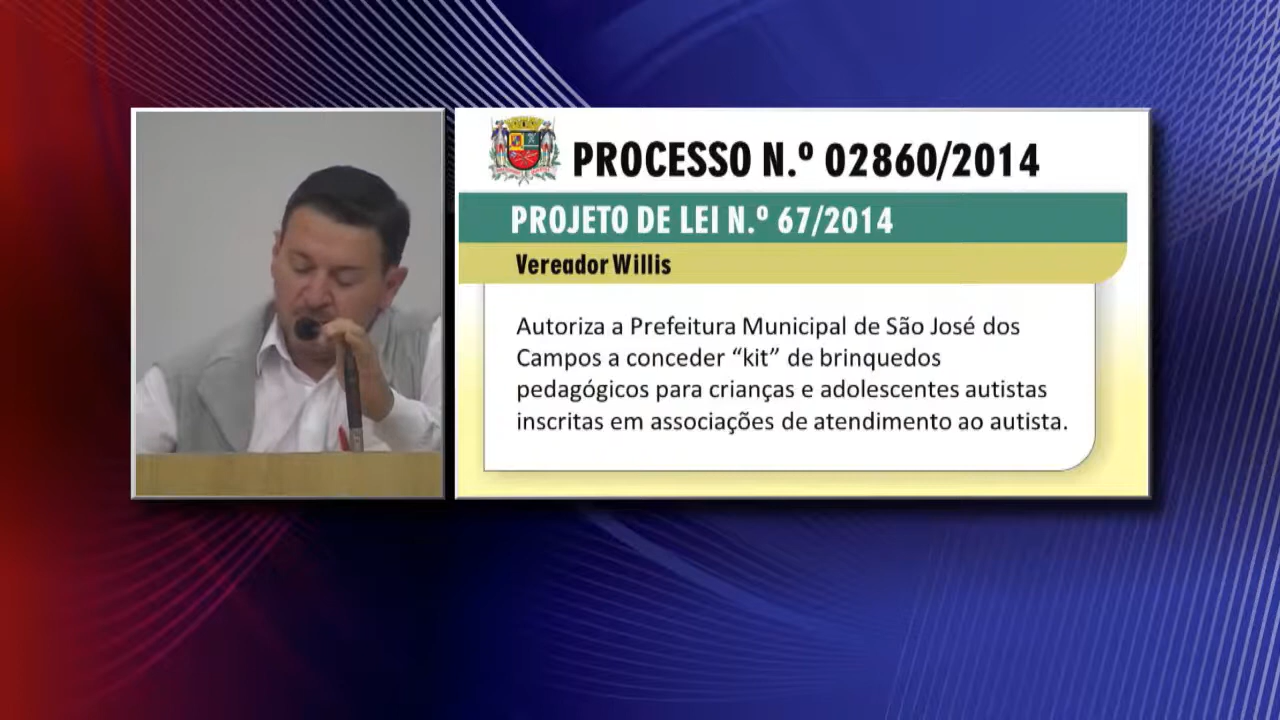 PROCESSO N.º 02860/2014
PROJETO DE LEI N.º 67/2014
Vereador Willis
Autoriza a Prefeitura Municipal de São José dos
Campos a conceder “kit” de brinquedos
pedagógicos para crianças e adolescentes autistas
inscritas em associações de atendimento ao autista.